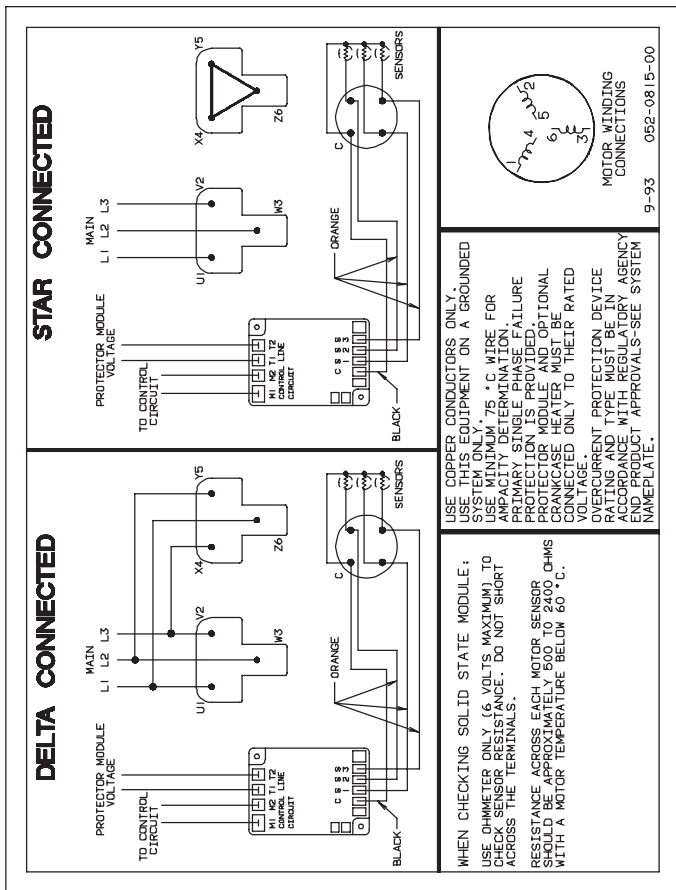 DELTA CONNECTED
PROTECTOR MODULE
VOLTAGE
TO CONTROL
CIRCUIT
MAIN
L1 L2 L3
U1
V2
W3
X4
Y5
Z6
M1 M2 T1 T2
CONTROL LINE
CIRCUIT
C S S S
1 2 3
BLACK
ORANGE
C
SENSORS
STAR CONNECTED
PROTECTOR MODULE
VOLTAGE
TO CONTROL
CIRCUIT
MAIN
L1 L2 L3
U1
V2
W3
X4
Y5
Z6
M1 M2 T1 T2
CONTROL LINE
CIRCUIT
C S S S
1 2 3
BLACK
ORANGE
C
SENSORS
WHEN CHECKING SOLID STATE MODULE:
USE OHMMETER ONLY (6 VOLTS MAXIMUM) TO
CHECK SENSOR RESISTANCE. DO NOT SHORT
ACROSS THE TERMINALS.
RESISTANCE ACROSS EACH MOTOR SENSOR
SHOULD BE APPROXIMATELY 500 TO 2400 OHMS
WITH A MOTOR TEMPERATURE BELOW 60 °C.
USE COPPER CONDUCTORS ONLY.
USE THIS EQUIPMENT ON A GROUNDED
SYSTEM ONLY.
USE MINIMUM 75 °C WIRE FOR
AMPAITY DETERMINATION.
PRIMARY SINGLE PHASE FAILURE
PROTECTION IS PROVIDED.
PROTECTOR MODULE AND OPTIONAL
CRANKCASE HEATER MUST BE
CONNECTED ONLY TO THEIR RATED
VOLTAGE.
OVERCURRENT PROTECTION DEVICE
RATING AND TYPE MUST BE IN
ACCORDANCE WITH REGULATORY AGENCY
END PRODUCT APPROVALS-SEE SYSTEM
NAMEPLATE.
1
4
2
5
6
3
MOTOR WINDING
CONNECTIONS
9-93 052-0815-00